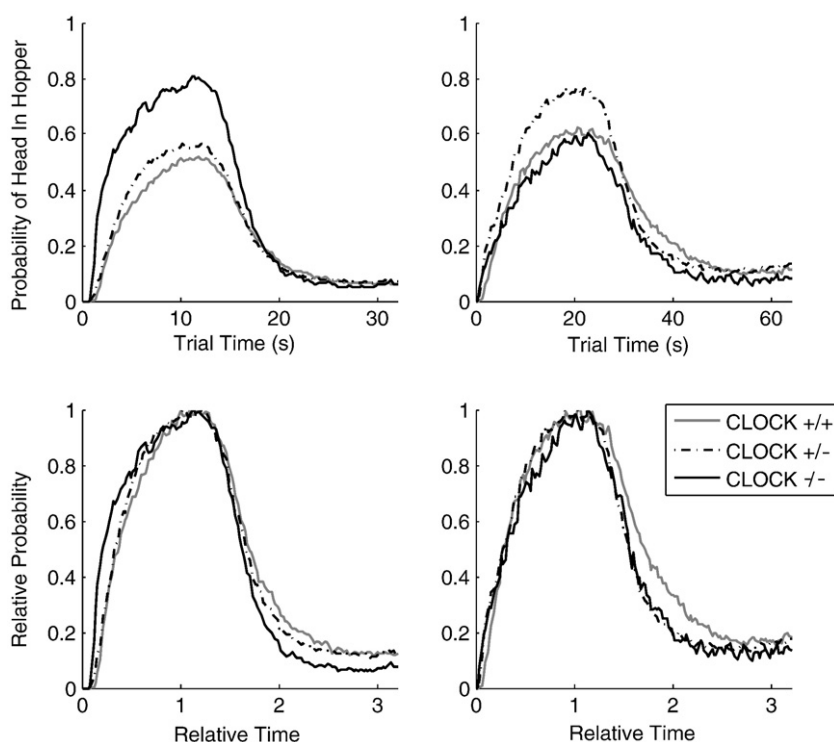 1
0.8
0.6
0.4
0.2
0
0 10 20 30
Probability of Head In Hopper
Trial Time (s)
1
0.8
0.6
0.4
0.2
0
0 20 40 60
Trial Time (s)
1
0.8
0.6
0.4
0.2
0
0 1 2 3
Relative Probability
Relative Time
1
0.8
0.6
0.4
0.2
0
0 1 2 3
Relative Time
CLOCK +/+
CLOCK +/-
CLOCK -/-